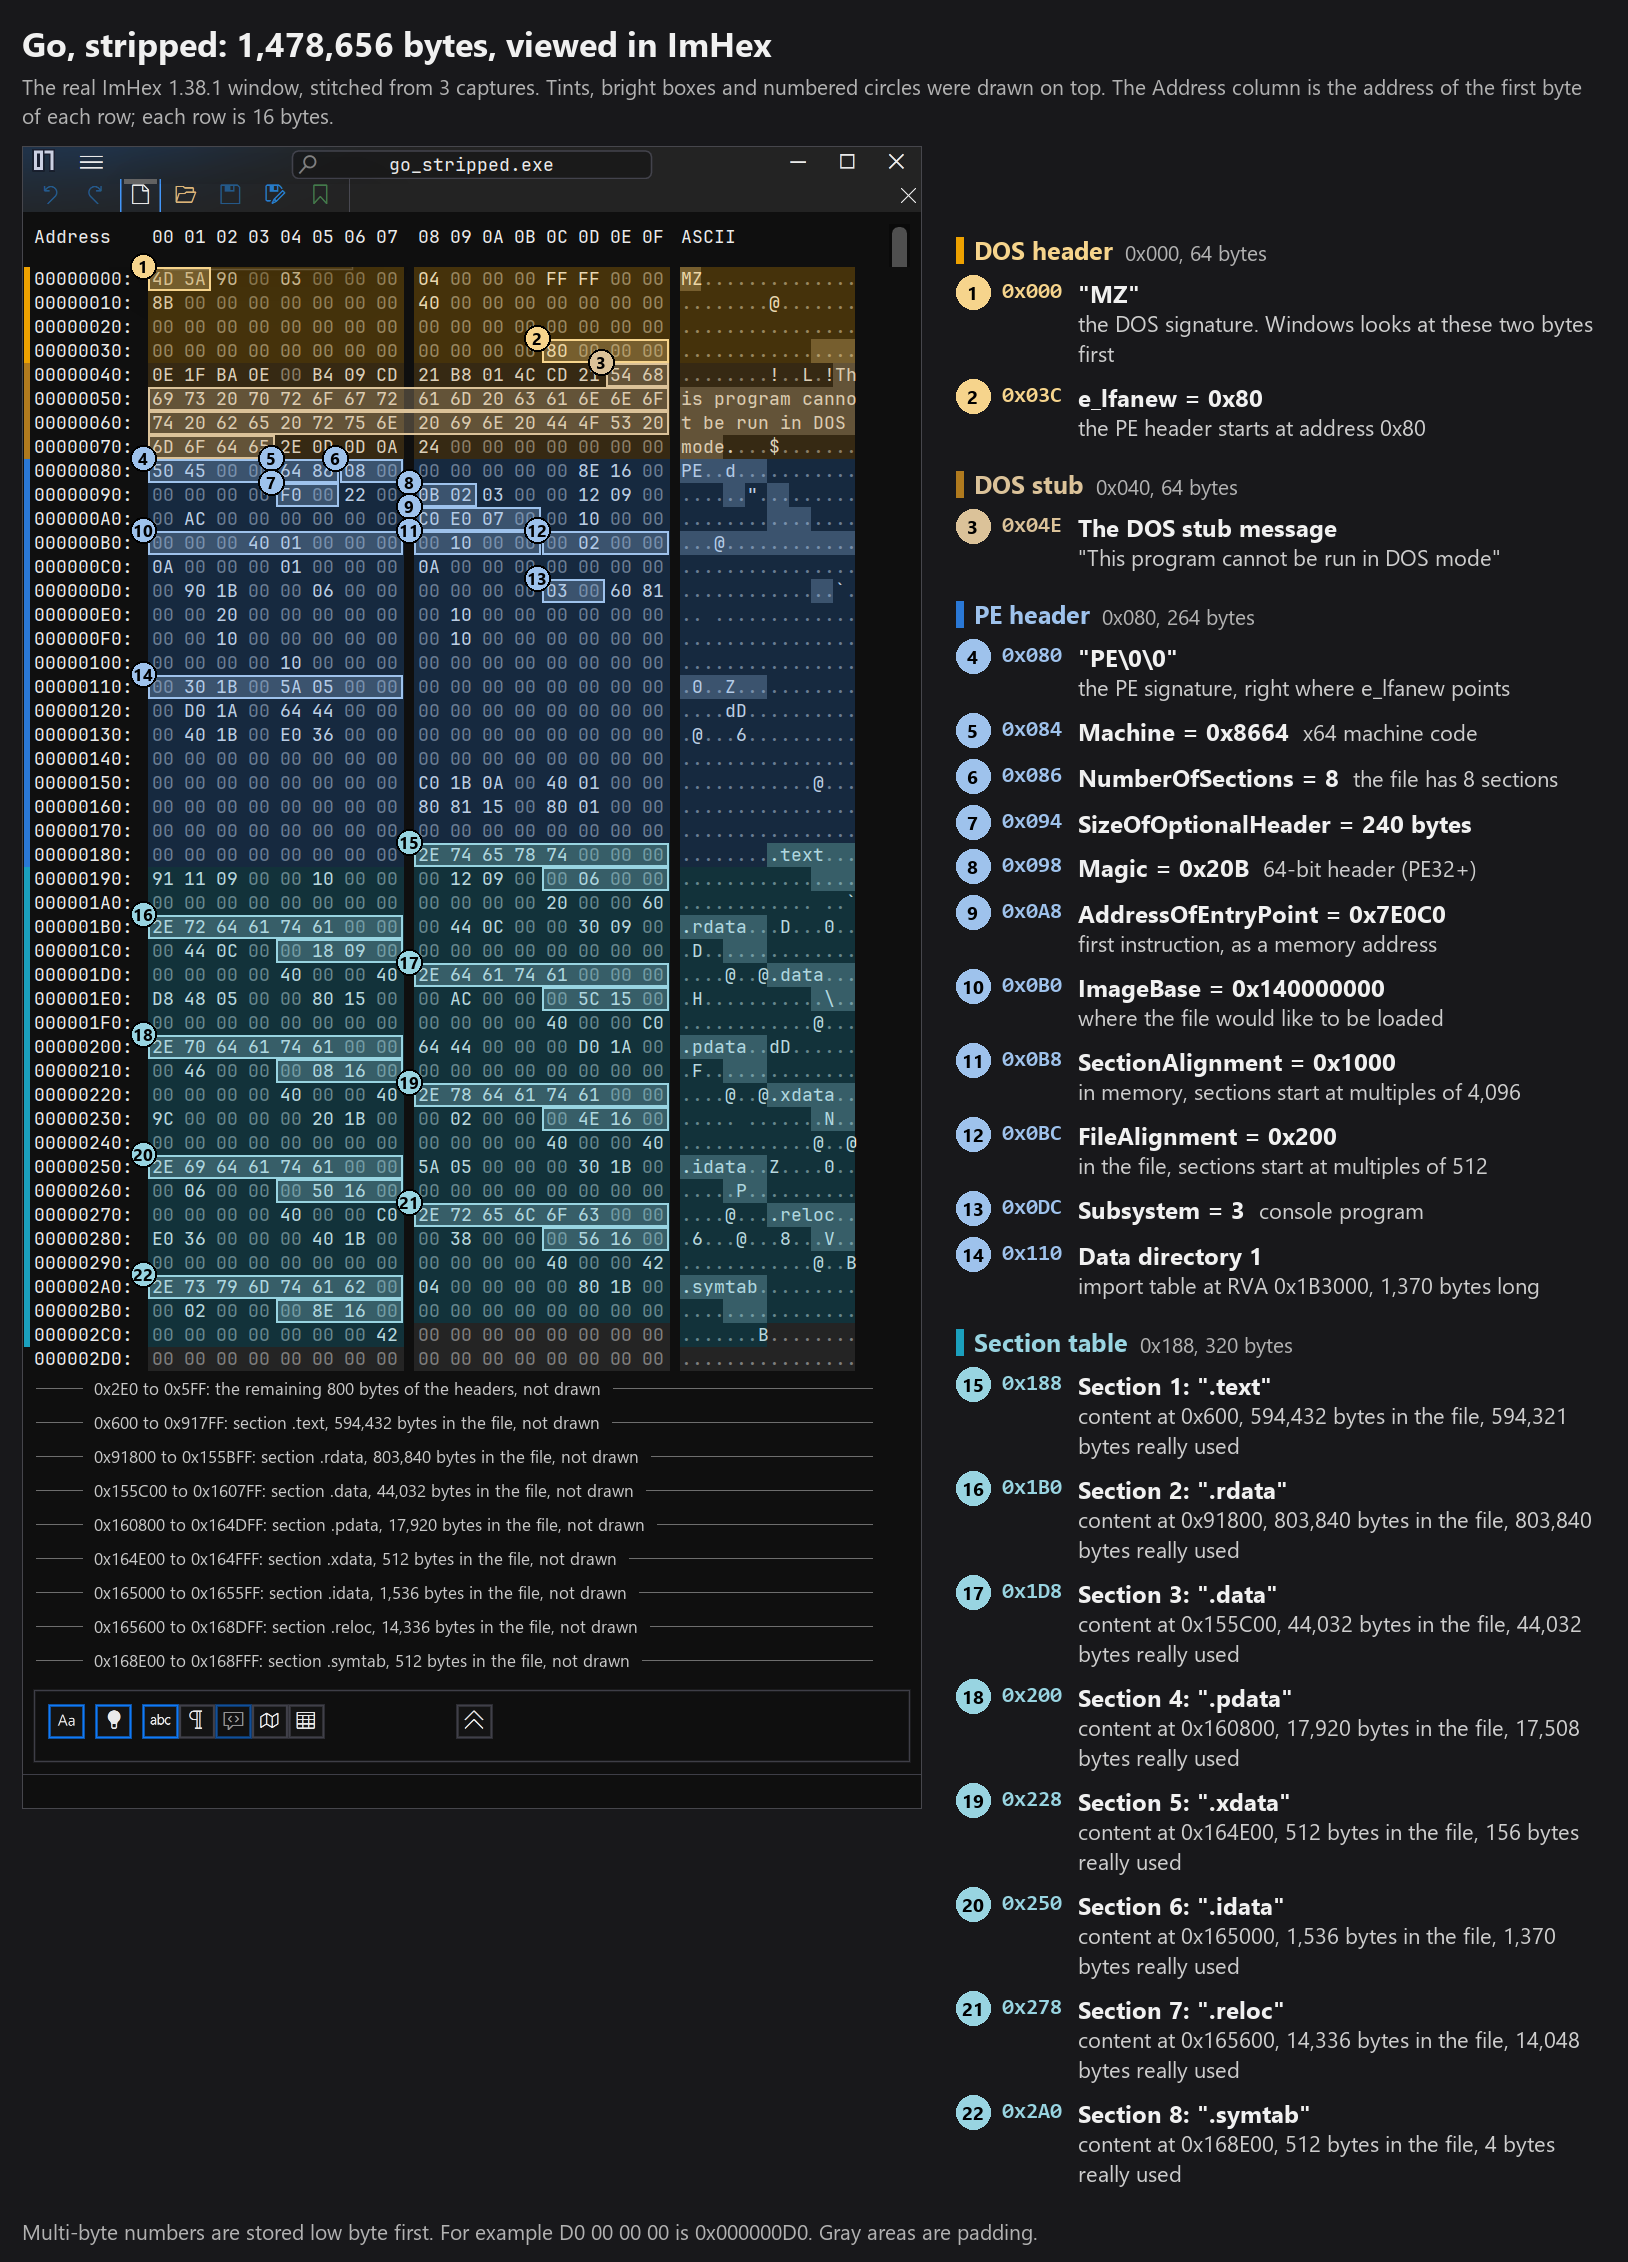 Go, stripped: 1,478,656 bytes, viewed in ImHex
The real ImHex 1.38.1 window, stitched from 3 captures. Tints, bright boxes and numbered circles were drawn on top. The Address column is the address of the first byte
of each row; each row is 16 bytes.
go_stripped.exe
Address 00 01 02 03 04 05 06 07 08 09 0A 0B 0C 0D 0E 0F ASCII
00000000: 4D 5A 90 00 03 00 00 00 04 00 00 00 FF FF 00 00 MZ..............
00000010: 8B 00 00 00 00 00 00 00 40 00 00 00 00 00 00 00 ........@.......
00000020: 00 00 00 00 00 00 00 00 00 00 00 00 00 00 00 00 ................
00000030: 00 00 00 00 00 00 00 00 00 00 00 00 80 00 00 00 ................
00000040: 0E 1F BA 0E 00 B4 09 CD 21 B8 01 4C CD 21 54 68 ........!..L.!Th
00000050: 69 73 20 70 72 6F 67 72 61 6D 20 63 61 6E 6E 6F is program canno
00000060: 74 20 62 65 20 72 75 6E 20 69 6E 20 44 4F 53 20 t be run in DOS
00000070: 6D 6F 64 65 2E 0D 0D 0A 24 00 00 00 00 00 00 00 mode....$.......
00000080: 50 45 00 00 64 86 08 00 00 00 00 00 00 8E 16 00 PE..d...........
00000090: 00 00 00 00 F0 00 22 00 0B 02 03 00 00 12 09 00 ......".........
000000A0: 00 AC 00 00 00 00 00 00 C0 E0 07 00 00 10 00 00 ................
000000B0: 00 00 00 40 01 00 00 00 00 10 00 00 00 02 00 00 ...@............
000000C0: 0A 00 00 00 01 00 00 00 0A 00 00 00 00 00 00 00 ................
000000D0: 00 90 1B 00 00 06 00 00 00 00 00 00 03 00 60 81 ..............`.
000000E0: 00 00 20 00 00 00 00 00 00 10 00 00 00 00 00 00 .. .............
000000F0: 00 00 10 00 00 00 00 00 00 10 00 00 00 00 00 00 ................
00000100: 00 00 00 00 10 00 00 00 00 00 00 00 00 00 00 00 ................
00000110: 00 30 1B 00 5A 05 00 00 00 00 00 00 00 00 00 00 .0..Z...........
00000120: 00 D0 1A 00 64 44 00 00 00 00 00 00 00 00 00 00 ....dD..........
00000130: 00 40 1B 00 E0 36 00 00 00 00 00 00 00 00 00 00 .@...6..........
00000140: 00 00 00 00 00 00 00 00 00 00 00 00 00 00 00 00 ................
00000150: 00 00 00 00 00 00 00 00 C0 1B 0A 00 40 01 00 00 ............@...
00000160: 00 00 00 00 00 00 00 00 80 81 15 00 80 01 00 00 ................
00000170: 00 00 00 00 00 00 00 00 00 00 00 00 00 00 00 00 ................
00000180: 00 00 00 00 00 00 00 00 2E 74 65 78 74 00 00 00 .........text...
00000190: 91 11 09 00 00 10 00 00 00 12 09 00 00 06 00 00 ................
000001A0: 00 00 00 00 00 00 00 00 00 00 00 00 20 00 00 60 ............ ..`
000001B0: 2E 72 64 61 74 61 00 00 00 44 0C 00 00 30 09 00 .rdata...D...0..
000001C0: 00 44 0C 00 00 18 09 00 00 00 00 00 00 00 00 00 .D..............
000001D0: 00 00 00 00 40 00 00 40 2E 64 61 74 61 00 00 00 ....@..@.data...
000001E0: D8 48 05 00 00 80 15 00 00 AC 00 00 00 5C 15 00 .H...........\..
000001F0: 00 00 00 00 00 00 00 00 00 00 00 00 40 00 00 C0 ............@...
00000200: 2E 70 64 61 74 61 00 00 64 44 00 00 00 D0 1A 00 .pdata..dD......
00000210: 00 46 00 00 00 08 16 00 00 00 00 00 00 00 00 00 .F..............
00000220: 00 00 00 00 40 00 00 40 2E 78 64 61 74 61 00 00 ....@..@.xdata..
00000230: 9C 00 00 00 00 20 1B 00 00 02 00 00 00 4E 16 00 ..... .......N..
00000240: 00 00 00 00 00 00 00 00 00 00 00 00 40 00 00 40 ............@..@
00000250: 2E 69 64 61 74 61 00 00 5A 05 00 00 00 30 1B 00 .idata..Z....0..
00000260: 00 06 00 00 00 50 16 00 00 00 00 00 00 00 00 00 .....P..........
00000270: 00 00 00 00 40 00 00 C0 2E 72 65 6C 6F 63 00 00 ....@....reloc..
00000280: E0 36 00 00 00 40 1B 00 00 38 00 00 00 56 16 00 .6...@...8...V..
00000290: 00 00 00 00 00 00 00 00 00 00 00 00 40 00 00 42 ............@..B
000002A0: 2E 73 79 6D 74 61 62 00 04 00 00 00 00 80 1B 00 .symtab.........
000002B0: 00 02 00 00 00 8E 16 00 00 00 00 00 00 00 00 00 ................
000002C0: 00 00 00 00 00 00 00 42 00 00 00 00 00 00 00 00 .......B........
000002D0: 00 00 00 00 00 00 00 00 00 00 00 00 00 00 00 00 ................
0x2E0 to 0x5FF: the remaining 800 bytes of the headers, not drawn
0x600 to 0x917FF: section .text, 594,432 bytes in the file, not drawn
0x91800 to 0x155BFF: section .rdata, 803,840 bytes in the file, not drawn
0x155C00 to 0x1607FF: section .data, 44,032 bytes in the file, not drawn
0x160800 to 0x164DFF: section .pdata, 17,920 bytes in the file, not drawn
0x164E00 to 0x164FFF: section .xdata, 512 bytes in the file, not drawn
0x165000 to 0x1655FF: section .idata, 1,536 bytes in the file, not drawn
0x165600 to 0x168DFF: section .reloc, 14,336 bytes in the file, not drawn
0x168E00 to 0x168FFF: section .symtab, 512 bytes in the file, not drawn
Aa abc
DOS header 0x000, 64 bytes
1 0x000 "MZ"
the DOS signature. Windows looks at these two bytes
first
2 0x03C e_lfanew = 0x80
the PE header starts at address 0x80
DOS stub 0x040, 64 bytes
3 0x04E The DOS stub message
"This program cannot be run in DOS mode"
PE header 0x080, 264 bytes
4 0x080 "PE\0\0"
the PE signature, right where e_lfanew points
5 0x084 Machine = 0x8664 x64 machine code
6 0x086 NumberOfSections = 8 the file has 8 sections
7 0x094 SizeOfOptionalHeader = 240 bytes
8 0x098 Magic = 0x20B 64-bit header (PE32+)
9 0x0A8 AddressOfEntryPoint = 0x7E0C0
first instruction, as a memory address
10 0x0B0 ImageBase = 0x140000000
where the file would like to be loaded
11 0x0B8 SectionAlignment = 0x1000
in memory, sections start at multiples of 4,096
12 0x0BC FileAlignment = 0x200
in the file, sections start at multiples of 512
13 0x0DC Subsystem = 3 console program
14 0x110 Data directory 1
import table at RVA 0x1B3000, 1,370 bytes long
Section table 0x188, 320 bytes
15 0x188 Section 1: ".text"
content at 0x600, 594,432 bytes in the file, 594,321
bytes really used
16 0x1B0 Section 2: ".rdata"
content at 0x91800, 803,840 bytes in the file, 803,840
bytes really used
17 0x1D8 Section 3: ".data"
content at 0x155C00, 44,032 bytes in the file, 44,032
bytes really used
18 0x200 Section 4: ".pdata"
content at 0x160800, 17,920 bytes in the file, 17,508
bytes really used
19 0x228 Section 5: ".xdata"
content at 0x164E00, 512 bytes in the file, 156 bytes
really used
20 0x250 Section 6: ".idata"
content at 0x165000, 1,536 bytes in the file, 1,370
bytes really used
21 0x278 Section 7: ".reloc"
content at 0x165600, 14,336 bytes in the file, 14,048
bytes really used
22 0x2A0 Section 8: ".symtab"
content at 0x168E00, 512 bytes in the file, 4 bytes
really used
Multi-byte numbers are stored low byte first. For example D0 00 00 00 is 0x000000D0. Gray areas are padding.